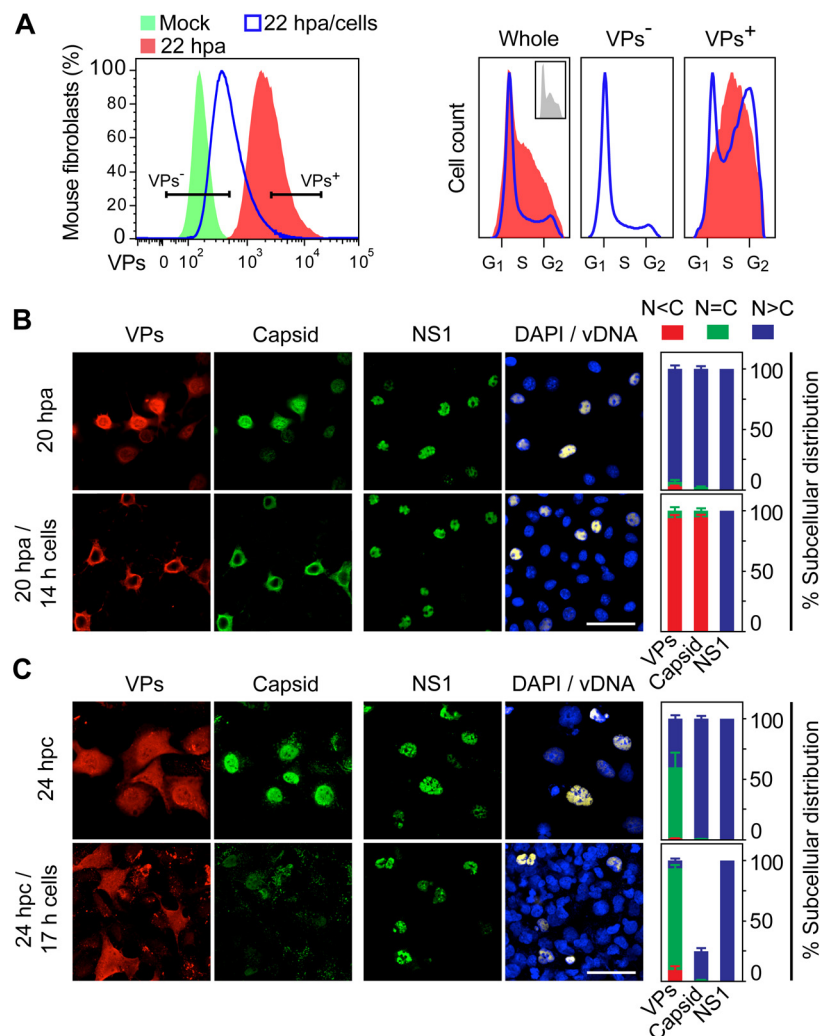 A
Mock
22 hpa/cells
22 hpa
Mouse fibroblasts (%)
100
80
60
40
20
0
VPs⁻
VPs⁺
VPs
0 10² 10³ 10⁴ 10⁵
Cell count
Whole
VPs⁻
VPs⁺
G₁ S G₂
G₁ S G₂
G₁ S G₂
B
VPs
Capsid
NS1
DAPI / vDNA
N<C N=C N>C
20 hpa
20 hpa /
14 h cells
100
50
0
100
50
0
% Subcellular distribution
VPs
Capsid
NS1
C
VPs
Capsid
NS1
DAPI / vDNA
24 hpc
24 hpc /
17 h cells
100
50
0
100
50
0
% Subcellular distribution
VPs
Capsid
NS1